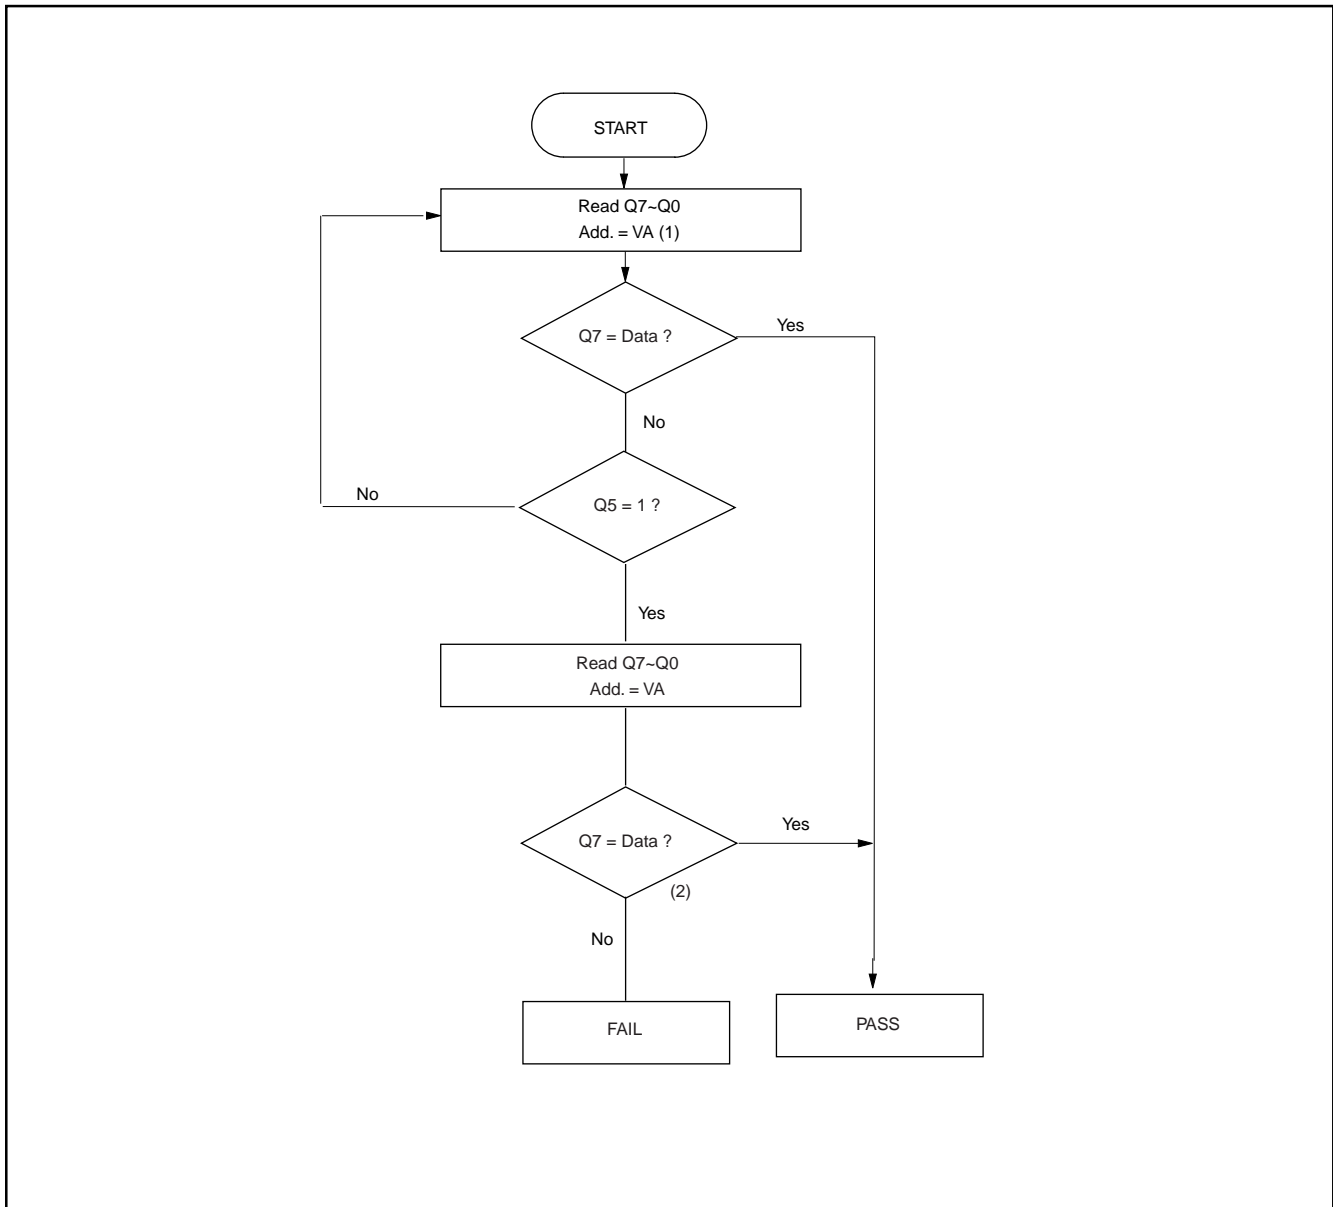 START
Read Q7~Q0
Add. = VA (1)
Q7 = Data ?
Yes
No
Q5 = 1 ?
No
Yes
Read Q7~Q0
Add. = VA
Q7 = Data ?
Yes
(2)
No
FAIL
PASS